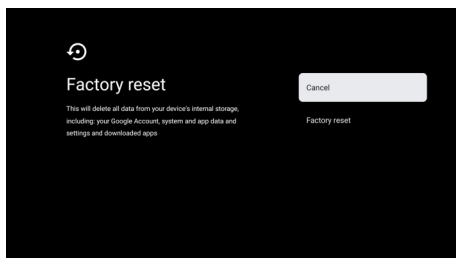 Factory reset
This will delete all data from your device's internal storage,
including: your Google Account, system and app data and
settings and downloaded apps
Cancel
Factory reset